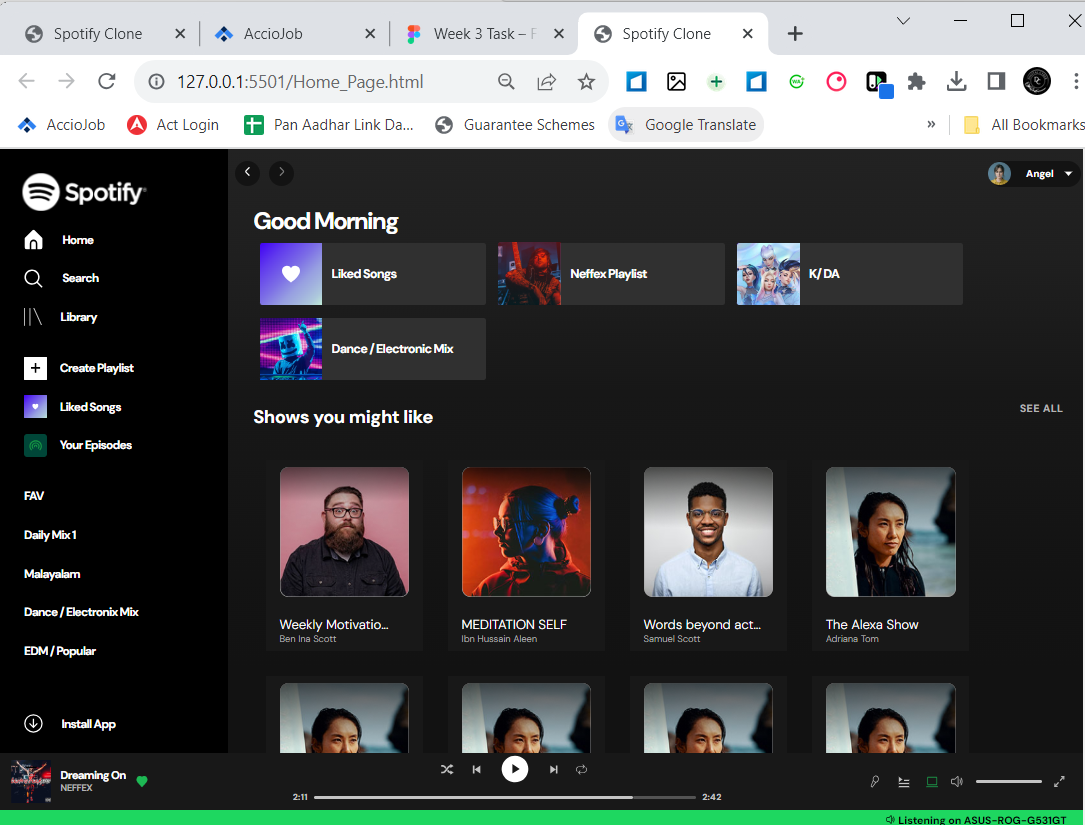 Spotify Clone
AccioJob
Week 3 Task – F
Spotify Clone
127.0.0.1:5501/Home_Page.html
AccioJob
Act Login
Pan Aadhar Link Da...
Guarantee Schemes
Google Translate
»
All Bookmarks
Spotify
Home
Search
Library
Create Playlist
Liked Songs
Your Episodes
FAV
Daily Mix 1
Malayalam
Dance / Electronix Mix
EDM / Popular
Install App
Angel
Good Morning
Liked Songs
Neffex Playlist
K/ DA
Dance / Electronic Mix
Shows you might like
SEE ALL
Weekly Motivatio...
Ben Ina Scott
MEDITATION SELF
Ibn Hussain Aleen
Words beyond act...
Samuel Scott
The Alexa Show
Adriana Tom
Dreaming On
NEFFEX
2:11
2:42
Listening on ASUS-ROG-G531GT